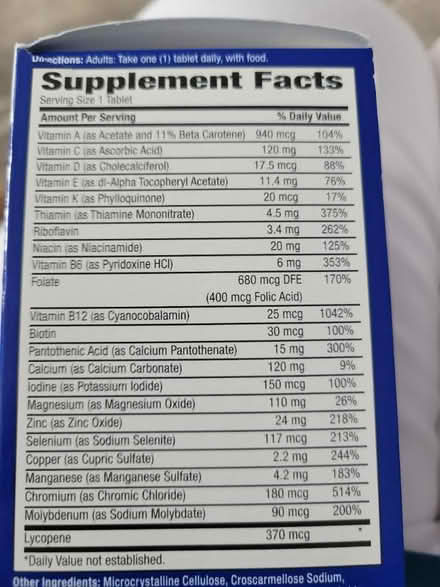 Directions: Adults: Take one (1) tablet daily, with food.
Supplement Facts
Serving Size 1 Tablet
Amount Per Serving % Daily Value
Vitamin A (as Acetate and 11% Beta Carotene) 940 mcg 104%
Vitamin C (as Ascorbic Acid) 120 mg 133%
Vitamin D (as Cholecalciferol) 17.5 mcg 88%
Vitamin E (as dl-Alpha Tocopheryl Acetate) 11.4 mg 76%
Vitamin K (as Phylloquinone) 20 mcg 17%
Thiamin (as Thiamine Mononitrate) 4.5 mg 375%
Riboflavin 3.4 mg 262%
Niacin (as Niacinamide) 20 mg 125%
Vitamin B6 (as Pyridoxine HCl) 6 mg 353%
Folate 680 mcg DFE 170%
(400 mcg Folic Acid)
Vitamin B12 (as Cyanocobalamin) 25 mcg 1042%
Biotin 30 mcg 100%
Pantothenic Acid (as Calcium Pantothenate) 15 mg 300%
Calcium (as Calcium Carbonate) 120 mg 9%
Iodine (as Potassium Iodide) 150 mcg 100%
Magnesium (as Magnesium Oxide) 110 mg 26%
Zinc (as Zinc Oxide) 24 mg 218%
Selenium (as Sodium Selenite) 117 mcg 213%
Copper (as Cupric Sulfate) 2.2 mg 244%
Manganese (as Manganese Sulfate) 4.2 mg 183%
Chromium (as Chromic Chloride) 180 mcg 514%
Molybdenum (as Sodium Molybdate) 90 mcg 200%
Lycopene 370 mcg *
*Daily Value not established.
Other Ingredients: Microcrystalline Cellulose, Croscarmellose Sodium,